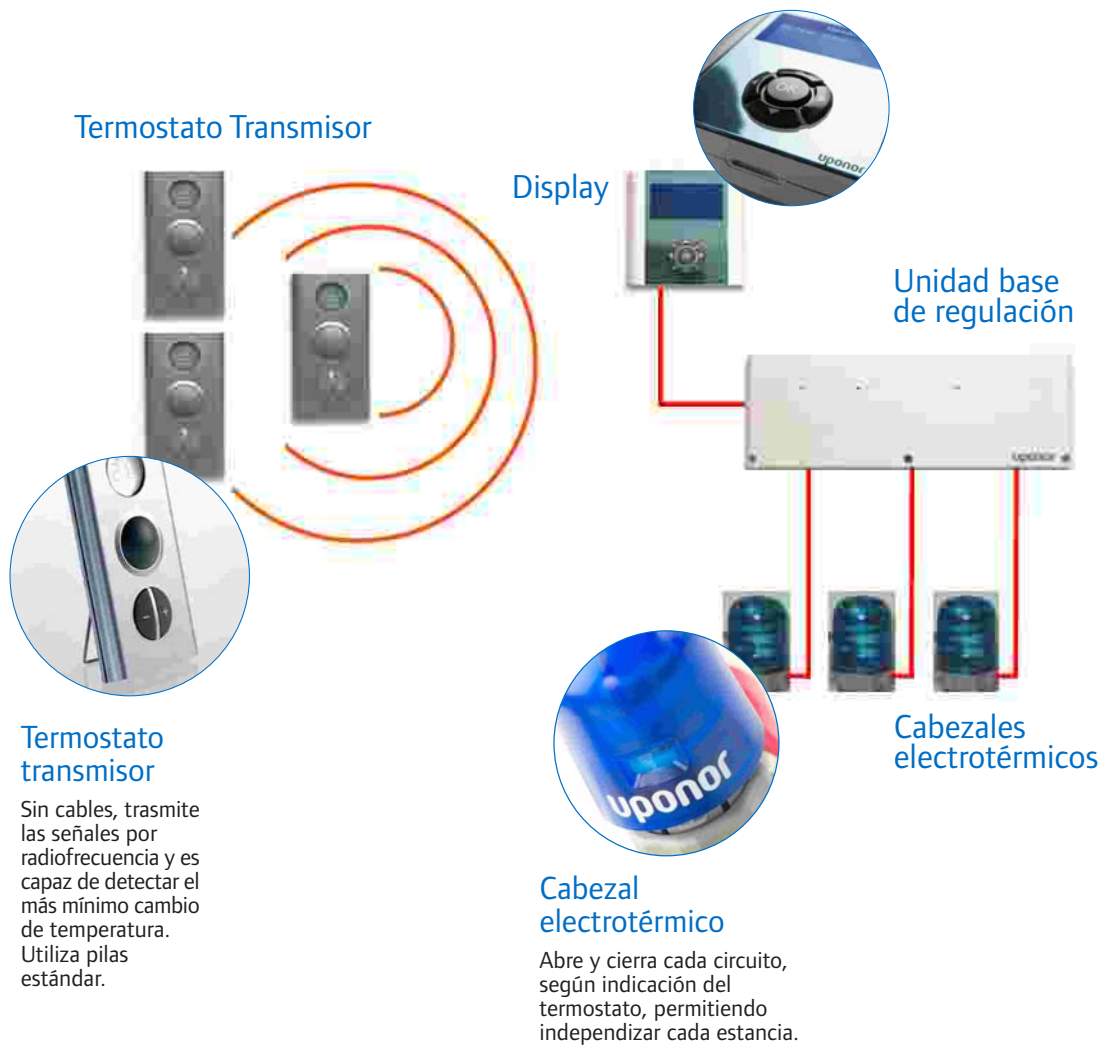 Termostato Transmisor
Display
OK
uponor
Unidad base
de regulación
uponor
uponor
Termostato
transmisor
Sin cables, trasmite
las señales por
radiofrecuencia y es
capaz de detectar el
más mínimo cambio
de temperatura.
Utiliza pilas
estándar.
Cabezales
electrotérmicos
Cabezal
electrotérmico
Abre y cierra cada circuito,
según indicación del
termostato, permitiendo
independizar cada estancia.